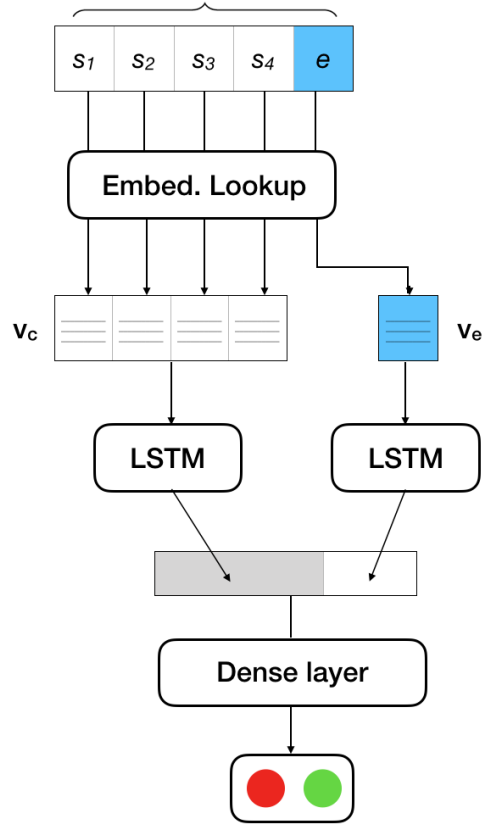 s1 s2 s3 s4 e
Embed. Lookup
vc ve
LSTM LSTM
Dense layer